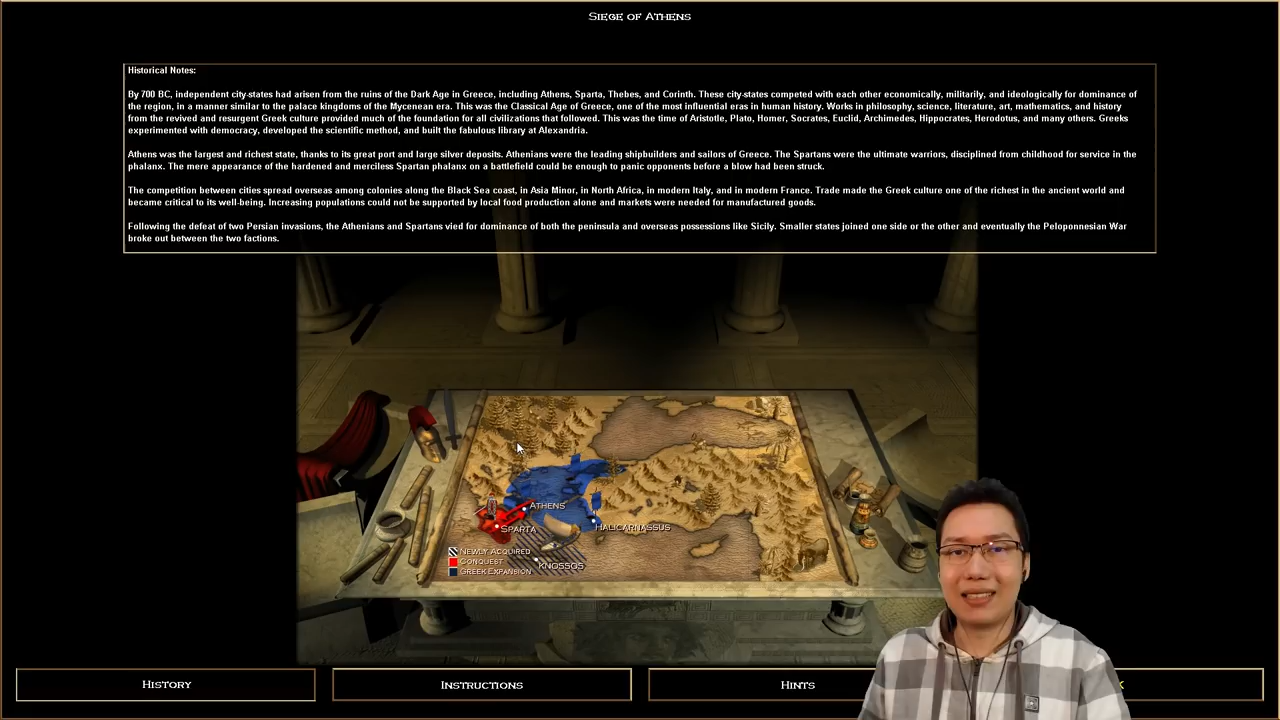 Siege of Athens
Historical Notes:
By 700 BC, independent city-states had arisen from the ruins of the Dark Age in Greece, including Athens, Sparta, Thebes, and Corinth. These city-states competed with each other economically, militarily, and ideologically for dominance of
the region, in a manner similar to the palace kingdoms of the Mycenean era. This was the Classical Age of Greece, one of the most influential eras in human history. Works in philosophy, science, literature, art, mathematics, and history
from the revived and resurgent Greek culture provided much of the foundation for all civilizations that followed. This was the time of Aristotle, Plato, Homer, Socrates, Euclid, Archimedes, Hippocrates, Herodotus, and many others. Greeks
experimented with democracy, developed the scientific method, and built the fabulous library at Alexandria.
Athens was the largest and richest state, thanks to its great port and large silver deposits. Athenians were the leading shipbuilders and sailors of Greece. The Spartans were the ultimate warriors, disciplined from childhood for service in the
phalanx. The mere appearance of the hardened and merciless Spartan phalanx on a battlefield could be enough to panic opponents before a blow had been struck.
The competition between cities spread overseas among colonies along the Black Sea coast, in Asia Minor, in North Africa, in modern Italy, and in modern France. Trade made the Greek culture one of the richest in the ancient world and
became critical to its well-being. Increasing populations could not be supported by local food production alone and markets were needed for manufactured goods.
Following the defeat of two Persian invasions, the Athenians and Spartans vied for dominance of both the peninsula and overseas possessions like Sicily. Smaller states joined one side or the other and eventually the Peloponnesian War
broke out between the two factions.
Athens
Sparta
Halicarnassus
Newly Acquired
Conquest
Knossos
Greek Expansion
History
Instructions
Hints